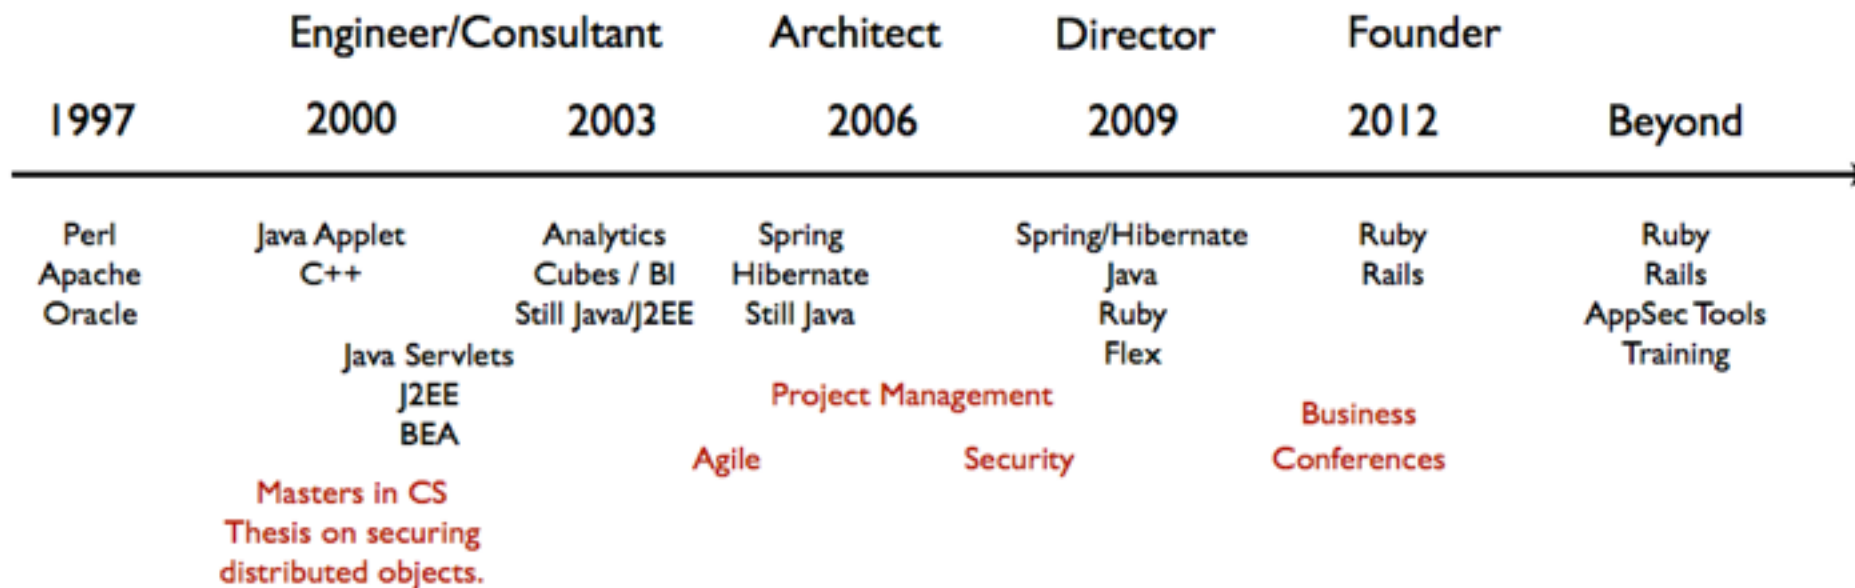 Engineer/Consultant Architect Director Founder
1997 2000 2003 2006 2009 2012 Beyond
Perl Java Applet Analytics Spring Spring/Hibernate Ruby Ruby
Apache C++ Cubes / BI Hibernate Java Rails Rails
Oracle Still Java/J2EE Still Java Ruby AppSec Tools
Java Servlets Flex Training
J2EE Project Management Business
BEA Agile Security Conferences
Masters in CS
Thesis on securing
distributed objects.